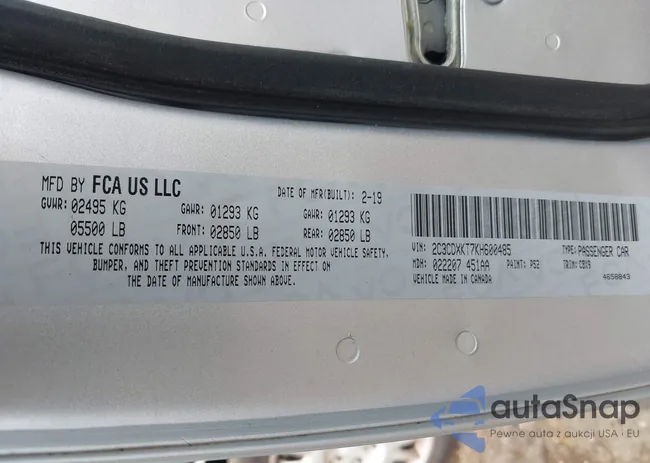 MFD BY FCA US LLC
DATE OF MFR(BUILT): 2-19
GVWR: 02495 KG GAWR: 01293 KG GAWR: 01293 KG
05500 LB FRONT: 02850 LB REAR: 02850 LB
THIS VEHICLE CONFORMS TO ALL APPLICABLE U.S.A. FEDERAL MOTOR VEHICLE SAFETY,
BUMPER, AND THEFT PREVENTION STANDARDS IN EFFECT ON
THE DATE OF MANUFACTURE SHOWN ABOVE.
VIN: 2C3CDXKT7KH600485 TYPE: PASSENGER CAR
MDH: 022207 451AA PAINT: PS2 TRIM: CBX9
VEHICLE MADE IN CANADA 4658843
autaSnap
Pewne auta z aukcji USA i EU